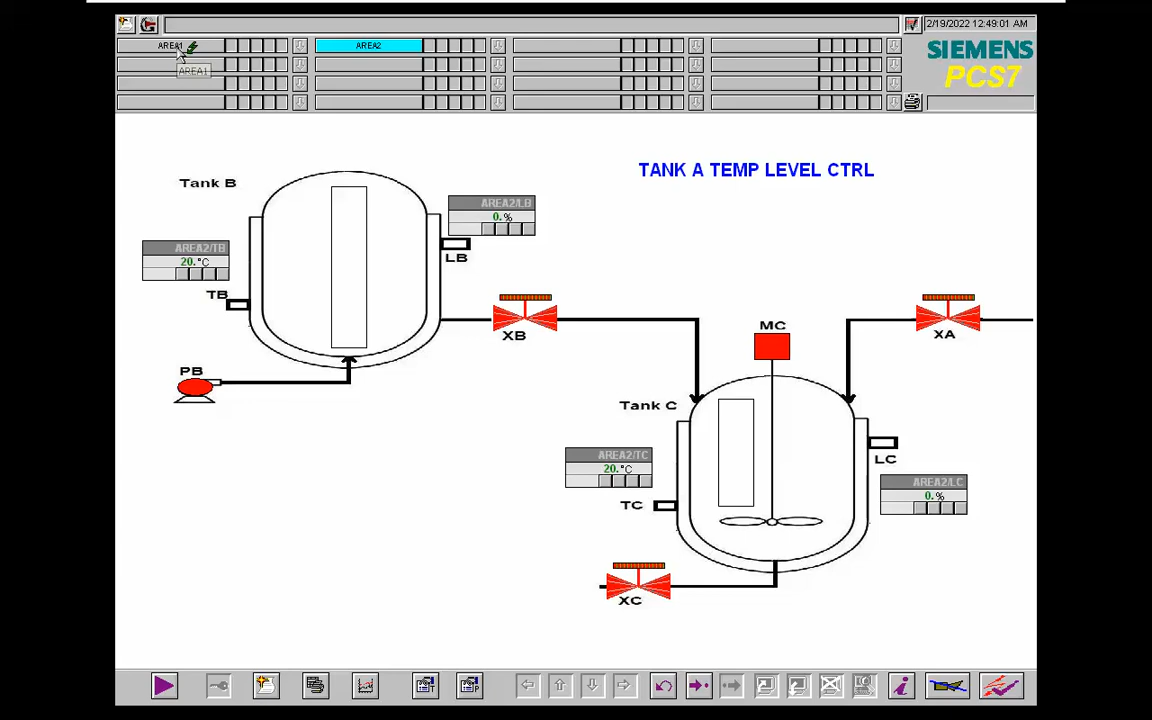 2/19/2022 12:49:01 AM
AREA1
AREA2
AREA1
SIEMENS
PCS7
TANK A TEMP LEVEL CTRL
Tank B
AREA2/LB
0. %
LB
AREA2/TB
20. °C
TB
XB
XA
MC
PB
Tank C
AREA2/TC
20. °C
LC
AREA2/LC
0. %
TC
XC